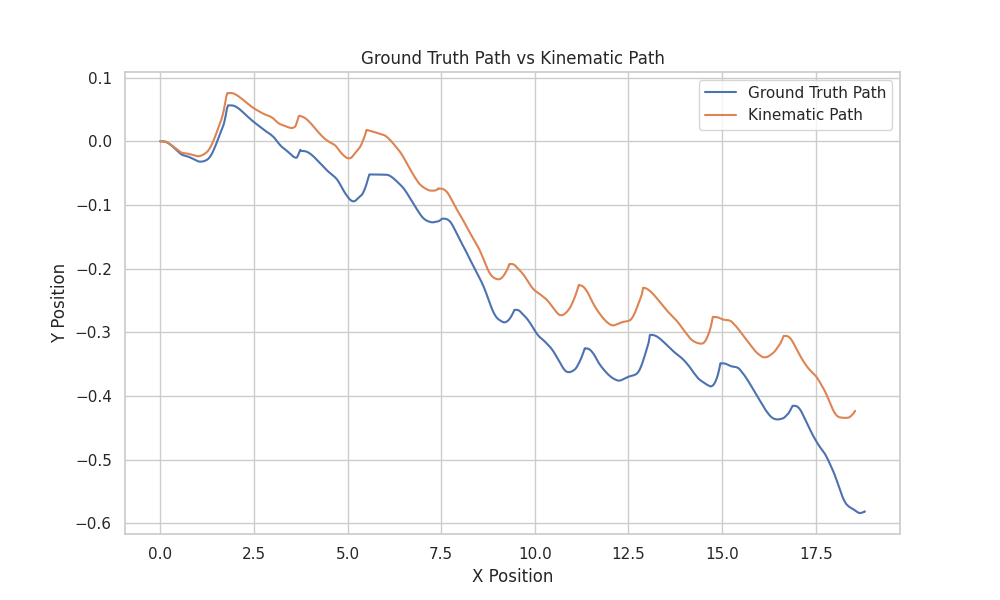 Ground Truth Path vs Kinematic Path
Ground Truth Path
Kinematic Path
Y Position
0.1
0.0
−0.1
−0.2
−0.3
−0.4
−0.5
−0.6
0.0 2.5 5.0 7.5 10.0 12.5 15.0 17.5
X Position